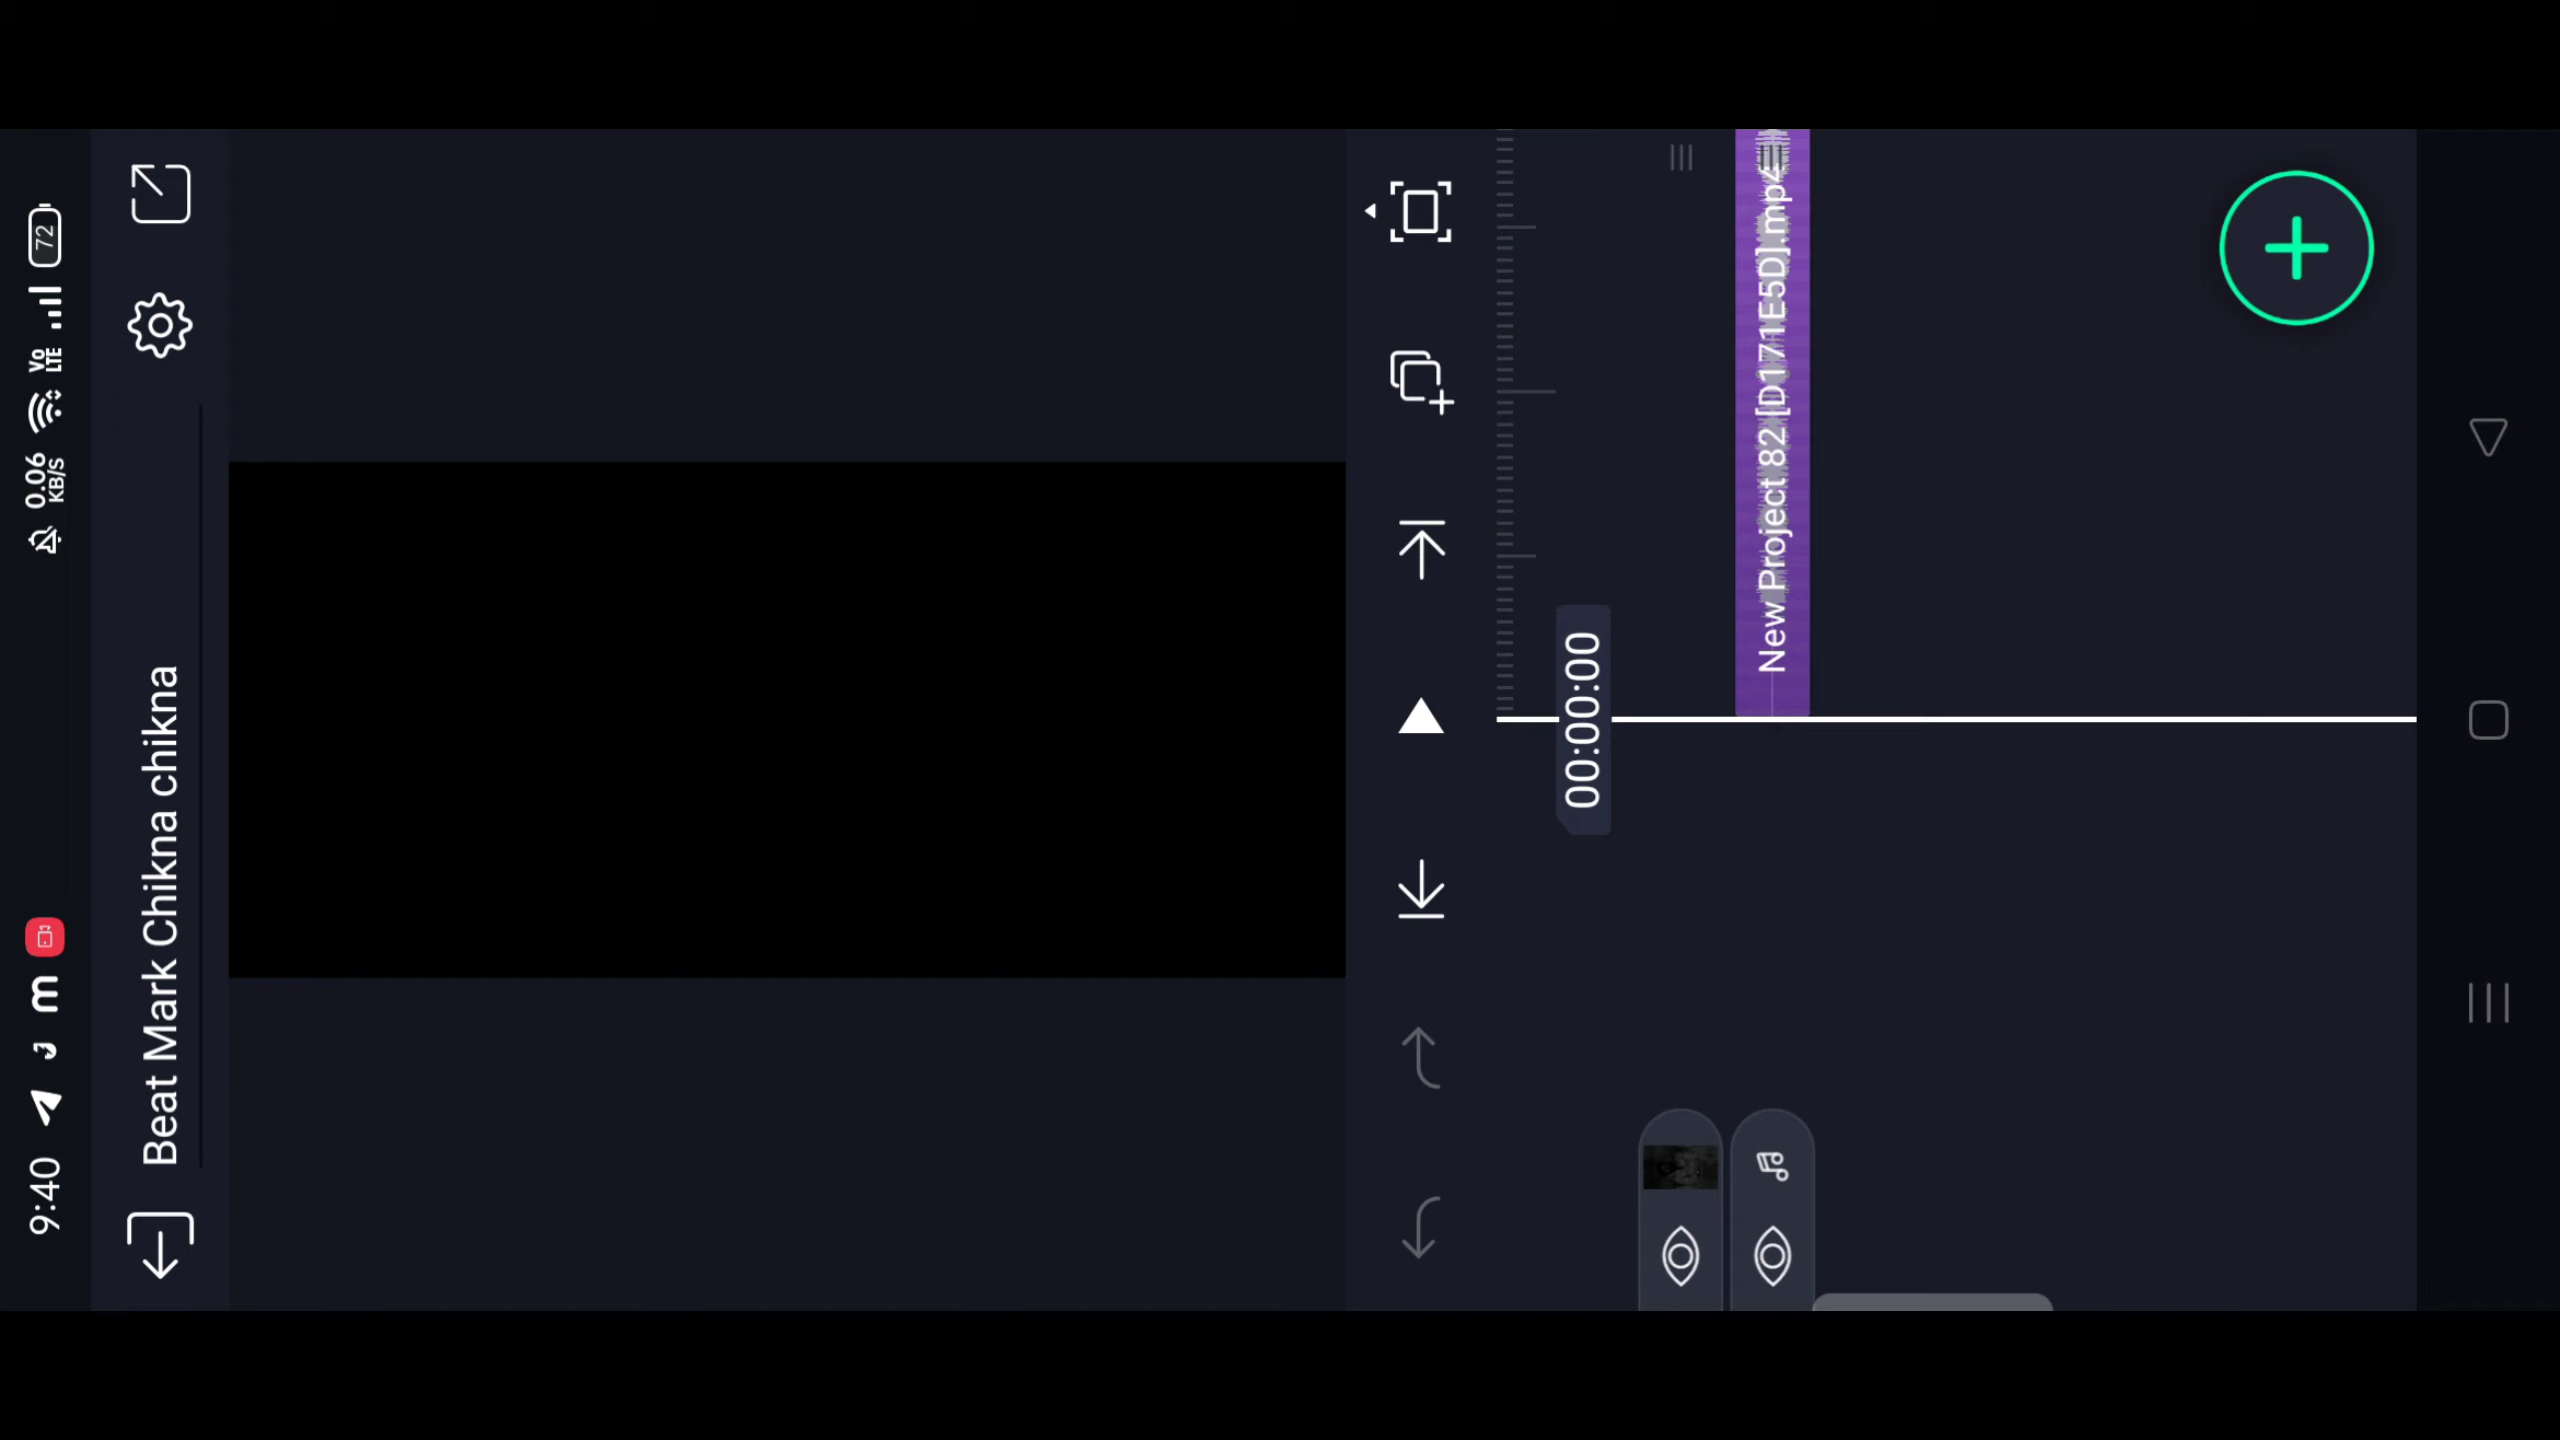 9:40
m
0.06
KB/S
Vo
LTE
72
Beat Mark Chikna chikna
00:00:00
New Project 82 [D171E5D].mp4